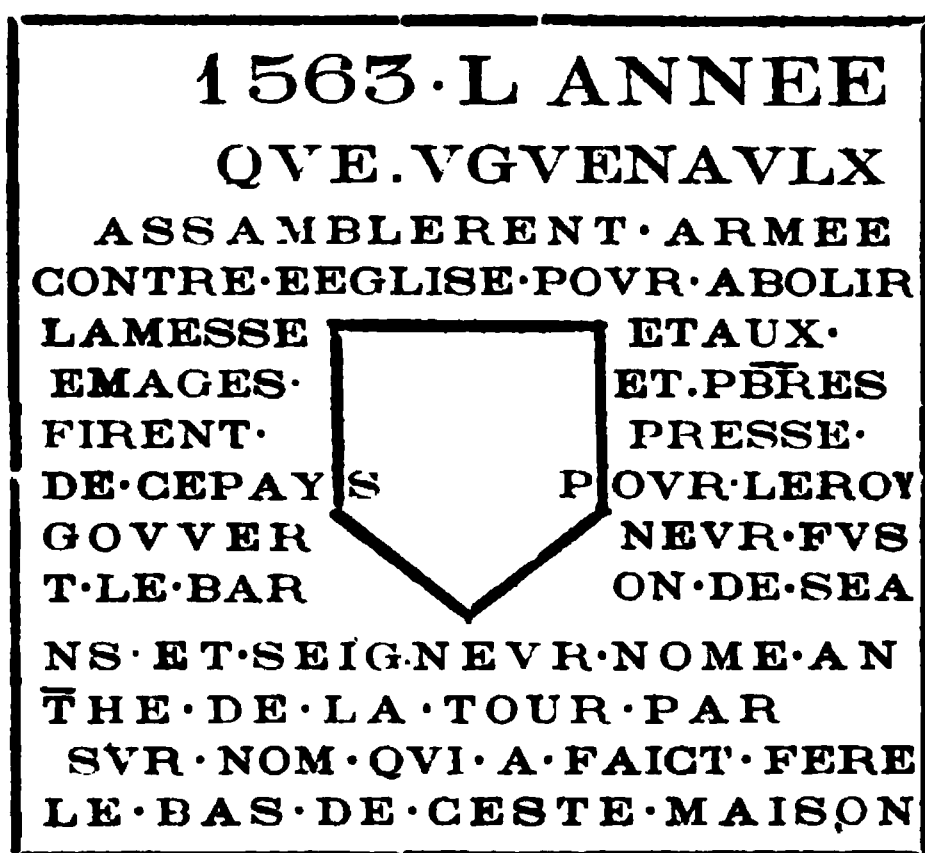 1563·L ANNEE
QVE.VGVENAVLX
ASSAMBLERENT·ARMEE
CONTRE·EEGLISE·POVR·ABOLIR
LAMESSE ETAUX·
EMAGES· ET.PB̅R̅ES
FIRENT· PRESSE·
DE·CEPAYS POVR·LEROY
GOVVER NEVR·FVS
T·LE·BAR ON·DE·SEA
NS·ET·SEIG.NEVR·NOME·AN
T̅HE·DE·LA·TOUR·PAR
SVR·NOM·QVI·A·FAICT·FERE
LE·BAS·DE·CESTE·MAISON